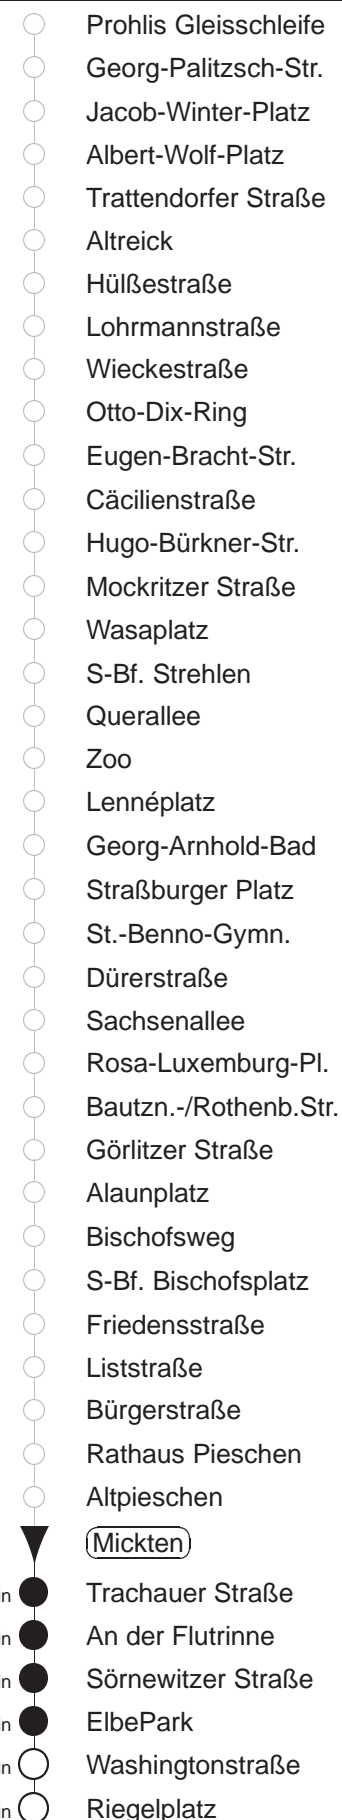 Prohlis Gleisschleife
Georg-Palitzsch-Str.
Jacob-Winter-Platz
Albert-Wolf-Platz
Trattendorfer Straße
Altreick
Hülßestraße
Lohrmannstraße
Wieckestraße
Otto-Dix-Ring
Eugen-Bracht-Str.
Cäcilienstraße
Hugo-Bürkner-Str.
Mockritzer Straße
Wasaplatz
S-Bf. Strehlen
Querallee
Zoo
Lennéplatz
Georg-Arnhold-Bad
Straßburger Platz
St.-Benno-Gymn.
Dürerstraße
Sachsenallee
Rosa-Luxemburg-Pl.
Bautzn.-/Rothenb.Str.
Görlitzer Straße
Alaunplatz
Bischofsweg
S-Bf. Bischofsplatz
Friedensstraße
Liststraße
Bürgerstraße
Rathaus Pieschen
Altpieschen
Mickten
Trachauer Straße
An der Flutrinne
Sörnewitzer Straße
ElbePark
Washingtonstraße
Riegelplatz